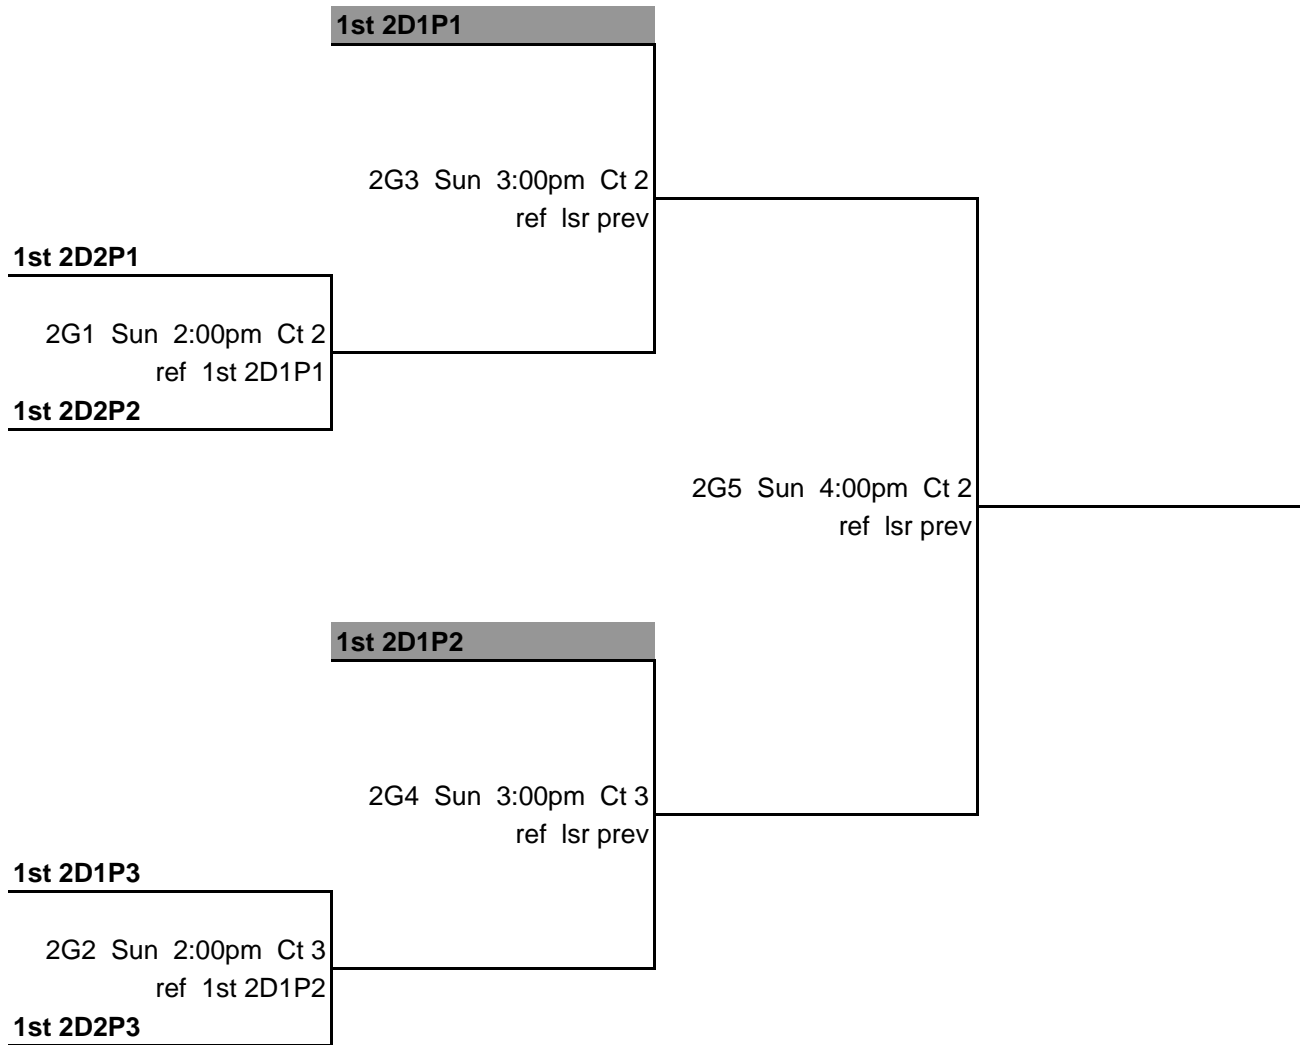 1st 2D1P1
2G3 Sun 3:00pm Ct 2
ref lsr prev
1st 2D2P1
2G1 Sun 2:00pm Ct 2
ref 1st 2D1P1
1st 2D2P2
2G5 Sun 4:00pm Ct 2
ref lsr prev
1st 2D1P2
2G4 Sun 3:00pm Ct 3
ref lsr prev
1st 2D1P3
2G2 Sun 2:00pm Ct 3
ref 1st 2D1P2
1st 2D2P3